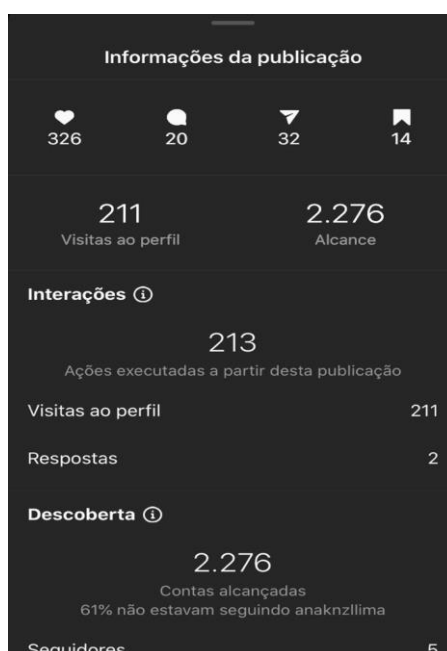 Informações da publicação
326 20 32 14
211 2.276
Visitas ao perfil Alcance
Interações
213
Ações executadas a partir desta publicação
Visitas ao perfil 211
Respostas 2
Descoberta
2.276
Contas alcançadas
61% não estavam seguindo anaknzllima
Seguidores 5